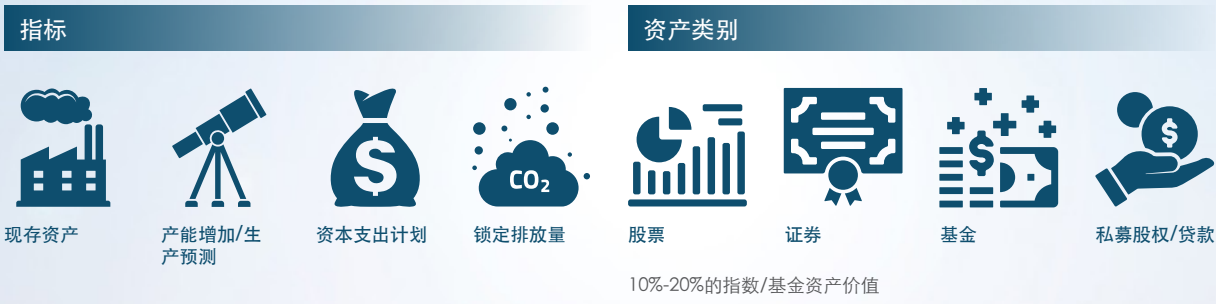 指标
资产类别
$
CO₂
$
$
现存资产
产能增加/生
产预测
资本支出计划
锁定排放量
股票
证券
基金
私募股权/贷款
10%-20%的指数/基金资产价值